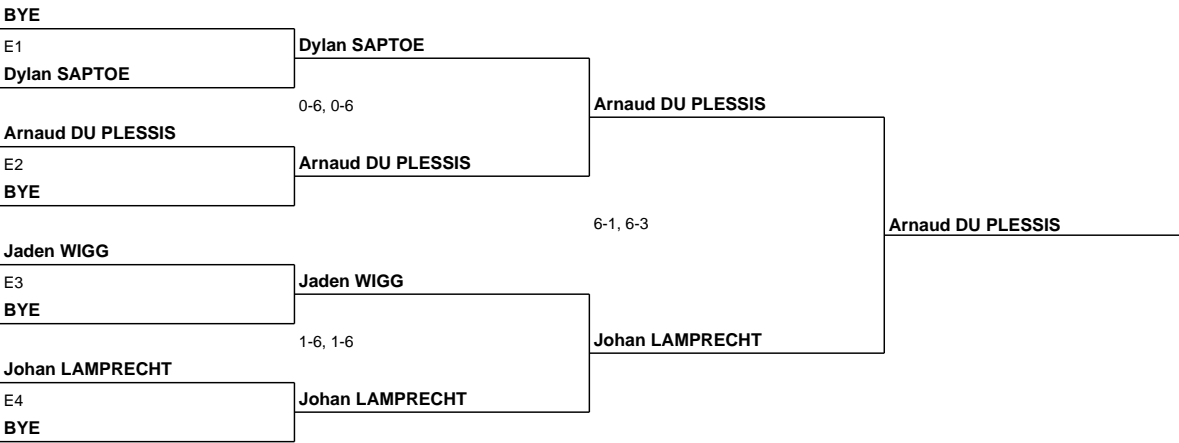 BYE
E1
Dylan SAPTOE
Dylan SAPTOE
0-6, 0-6
Arnaud DU PLESSIS
Arnaud DU PLESSIS
E2
BYE
Arnaud DU PLESSIS
6-1, 6-3
Arnaud DU PLESSIS
Jaden WIGG
E3
BYE
Jaden WIGG
1-6, 1-6
Johan LAMPRECHT
Johan LAMPRECHT
E4
BYE
Johan LAMPRECHT